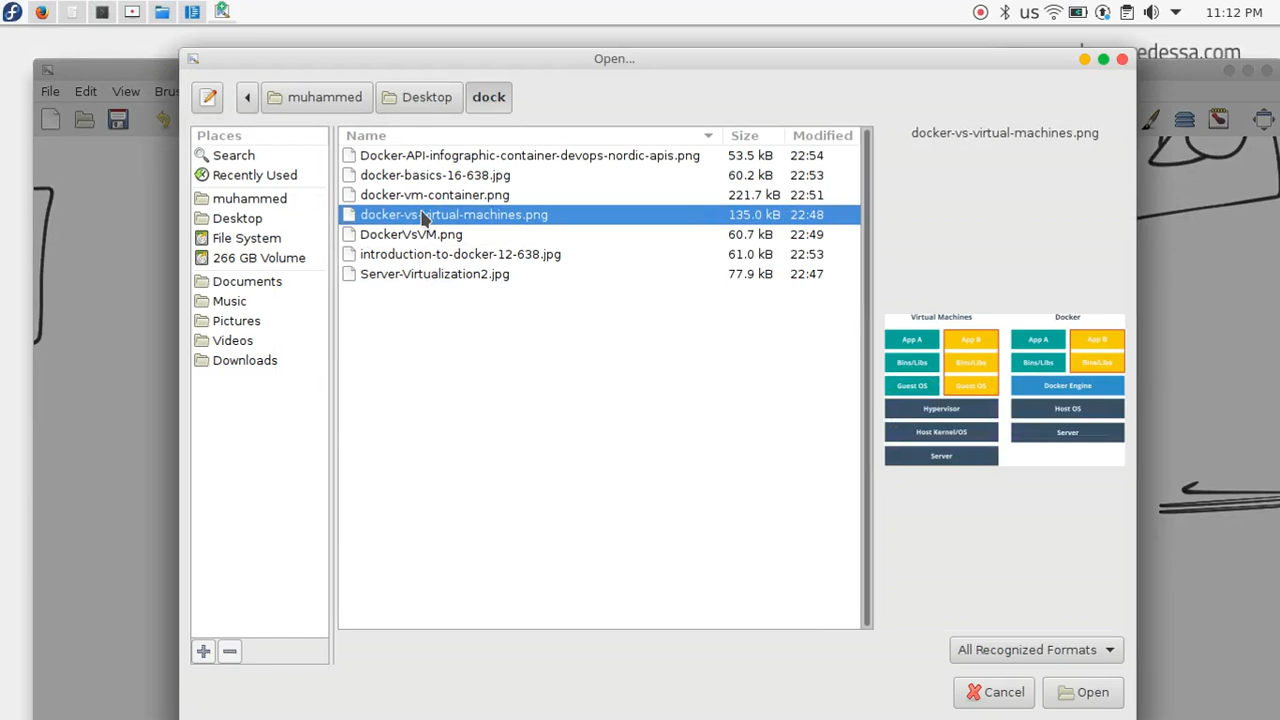 us
11:12 PM
edessa.com
Open...
File Edit View Brus
muhammed Desktop dock
Places
Search
Recently Used
muhammed
Desktop
File System
266 GB Volume
Documents
Music
Pictures
Videos
Downloads
Name Size Modified
Docker-API-infographic-container-devops-nordic-apis.png 53.5 kB 22:54
docker-basics-16-638.jpg 60.2 kB 22:53
docker-vm-container.png 221.7 kB 22:51
docker-vs-virtual-machines.png 135.0 kB 22:48
DockerVsVM.png 60.7 kB 22:49
introduction-to-docker-12-638.jpg 61.0 kB 22:53
Server-Virtualization2.jpg 77.9 kB 22:47
docker-vs-virtual-machines.png
Virtual Machines Docker
App A App B App A App B
Bins/Libs Bins/Libs Bins/Libs Bins/Libs
Guest OS Guest OS Docker Engine
Hypervisor Host OS
Host Kernel/OS Server
Server
All Recognized Formats
Cancel Open